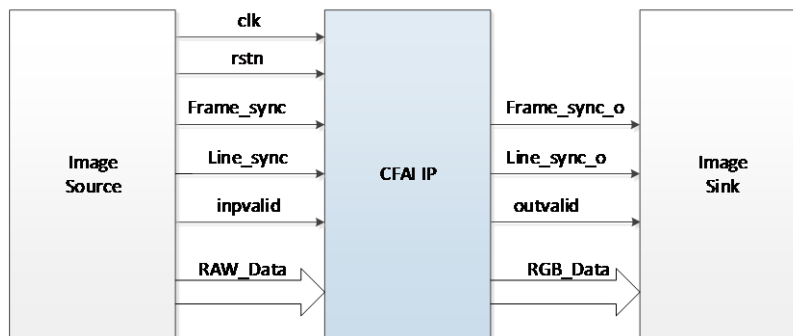 clk
rstn
Frame_sync
Line_sync
inpvalid
RAW_Data
Image
Source
CFAI IP
Frame_sync_o
Line_sync_o
outvalid
RGB_Data
Image
Sink